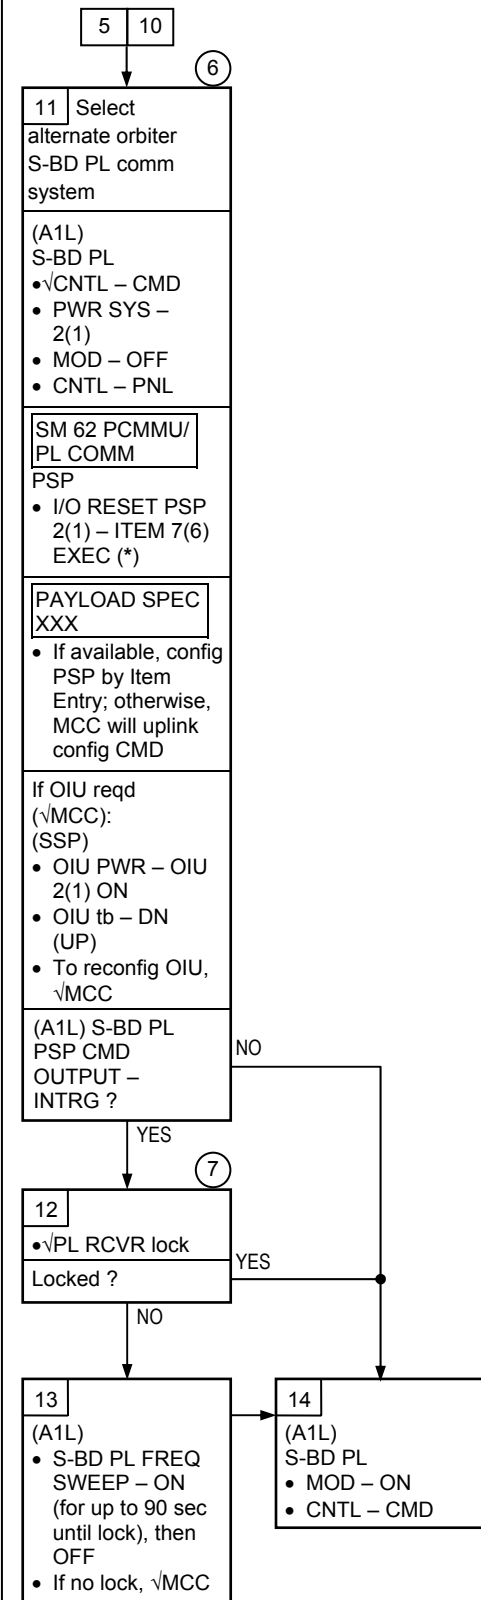 5 10
6
11 Select
alternate orbiter
S-BD PL comm
system
(A1L)
S-BD PL
•√CNTL – CMD
• PWR SYS –
2(1)
• MOD – OFF
• CNTL – PNL
SM 62 PCMMU/
PL COMM
PSP
• I/O RESET PSP
2(1) – ITEM 7(6)
EXEC (*)
PAYLOAD SPEC
XXX
• If available, config
PSP by Item
Entry; otherwise,
MCC will uplink
config CMD
If OIU reqd
(√MCC):
(SSP)
• OIU PWR – OIU
2(1) ON
• OIU tb – DN
(UP)
• To reconfig OIU,
√MCC
(A1L) S-BD PL
PSP CMD
OUTPUT –
INTRG ?
NO
YES
7
12
•√PL RCVR lock
Locked ?
YES
NO
13
(A1L)
• S-BD PL FREQ
SWEEP – ON
(for up to 90 sec
until lock), then
OFF
• If no lock, √MCC
14
(A1L)
S-BD PL
• MOD – ON
• CNTL – CMD